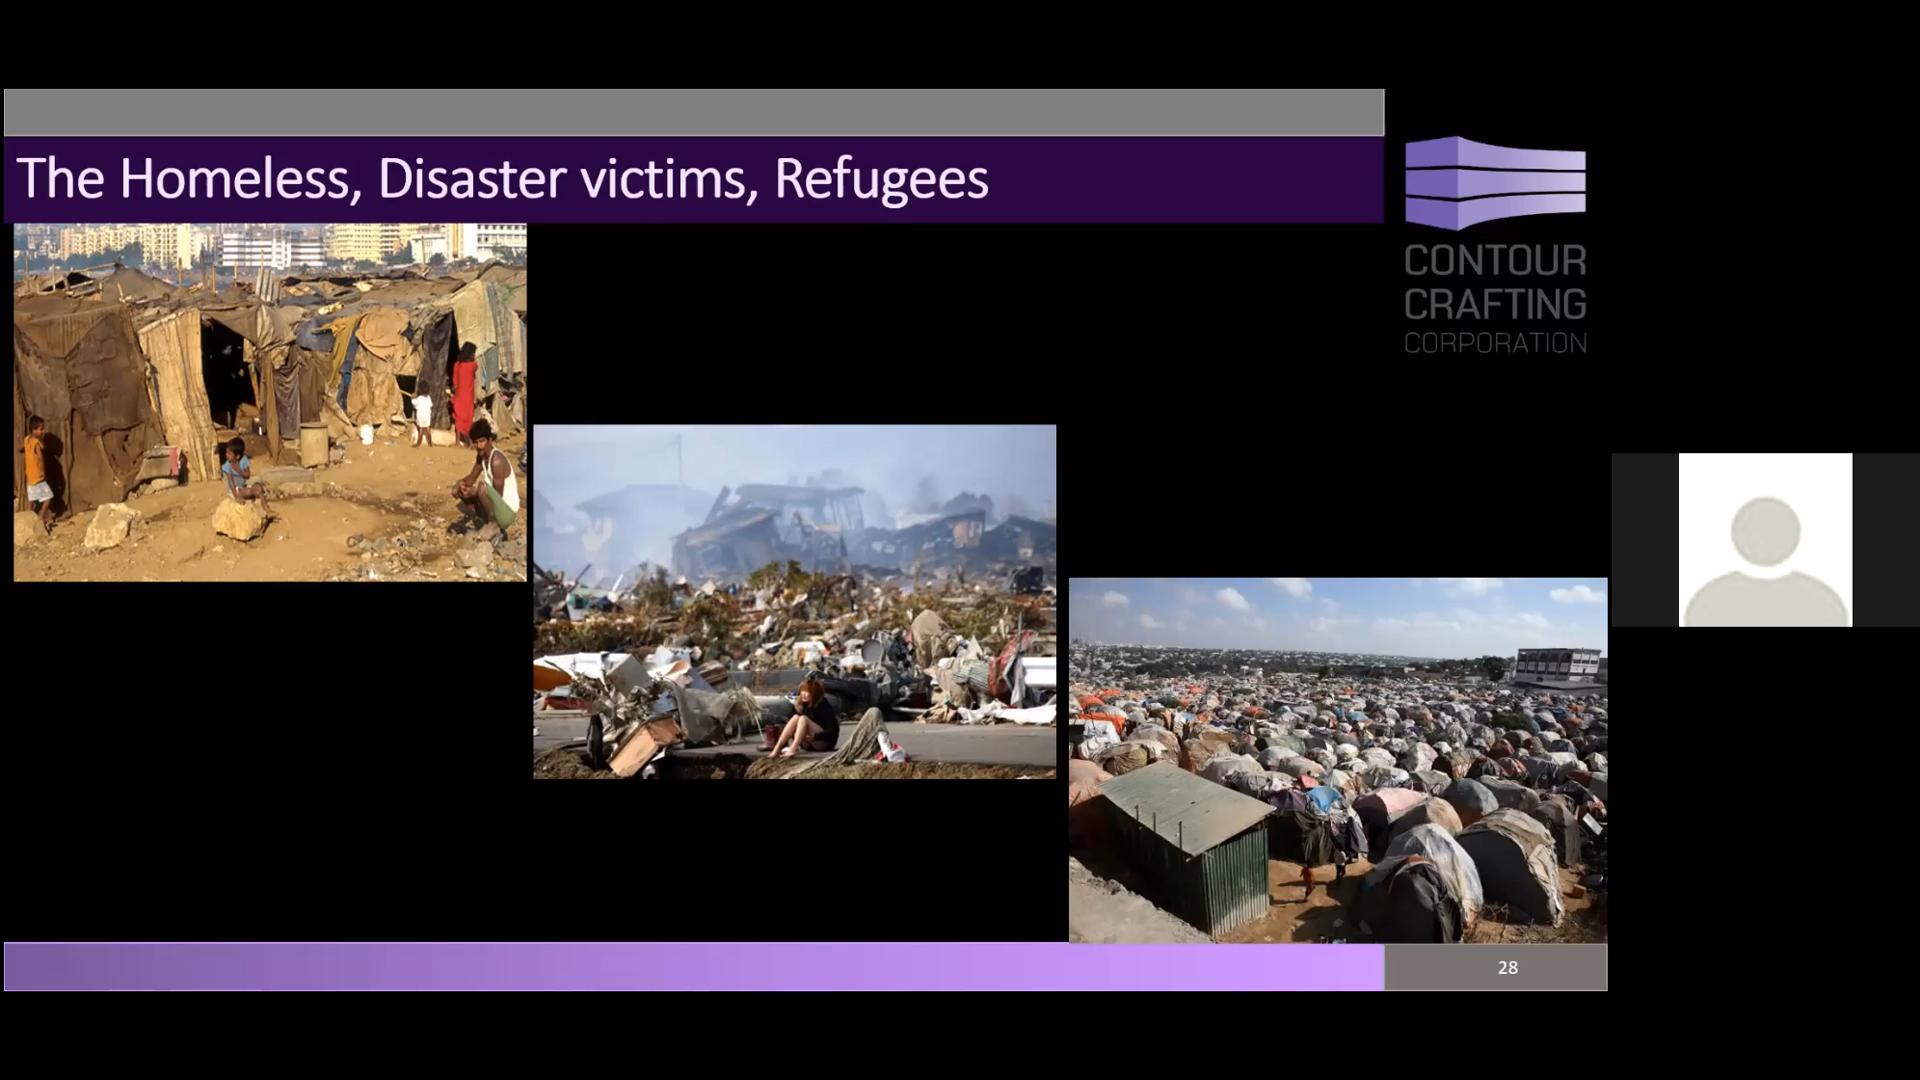 The Homeless, Disaster victims, Refugees
CONTOUR
CRAFTING
CORPORATION
28